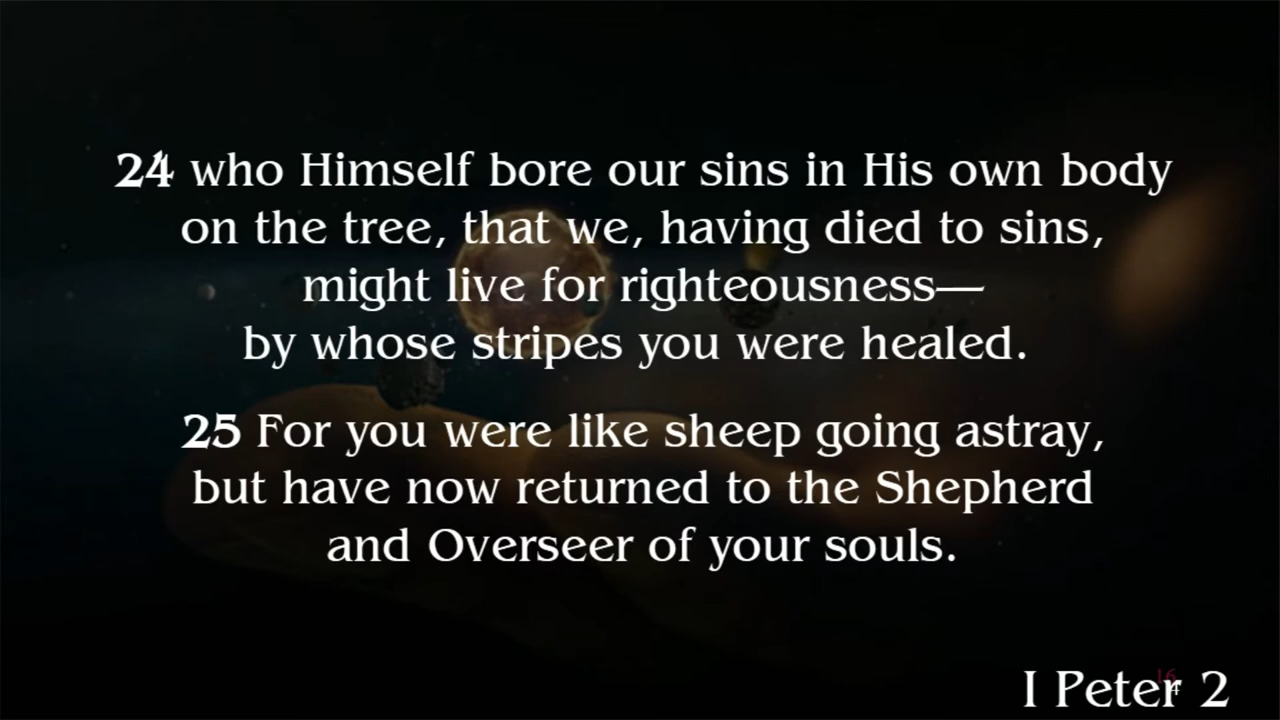 24 who Himself bore our sins in His own body
on the tree, that we, having died to sins,
might live for righteousness—
by whose stripes you were healed.
25 For you were like sheep going astray,
but have now returned to the Shepherd
and Overseer of your souls.
I Peter 2
16
4